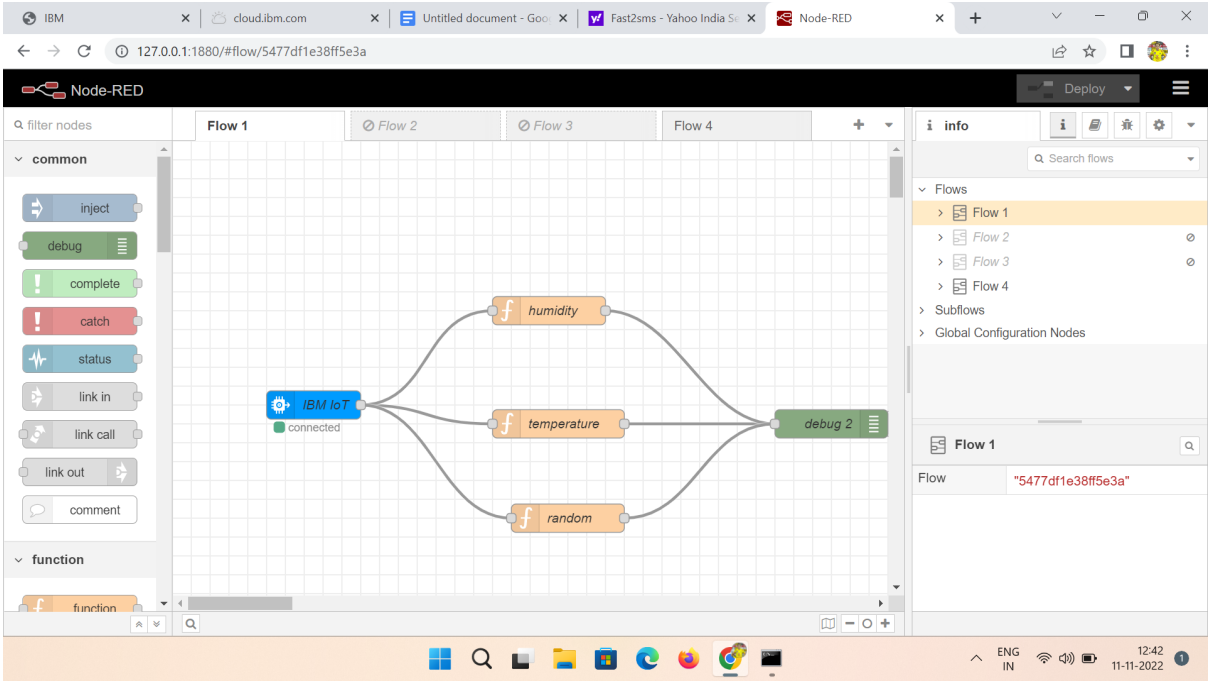 IBM
cloud.ibm.com
Untitled document - Goo
Fast2sms - Yahoo India Se
Node-RED
127.0.0.1:1880/#flow/5477df1e38ff5e3a
Node-RED
Deploy
filter nodes
Flow 1
Flow 2
Flow 3
Flow 4
i info
i
common
Search flows
Flows
inject
Flow 1
debug
Flow 2
Flow 3
complete
Flow 4
catch
Subflows
humidity
Global Configuration Nodes
status
link in
IBM IoT
connected
temperature
debug 2
link call
Flow 1
link out
Flow
"5477df1e38ff5e3a"
comment
random
function
function
ENG
IN
12:42
11-11-2022
1